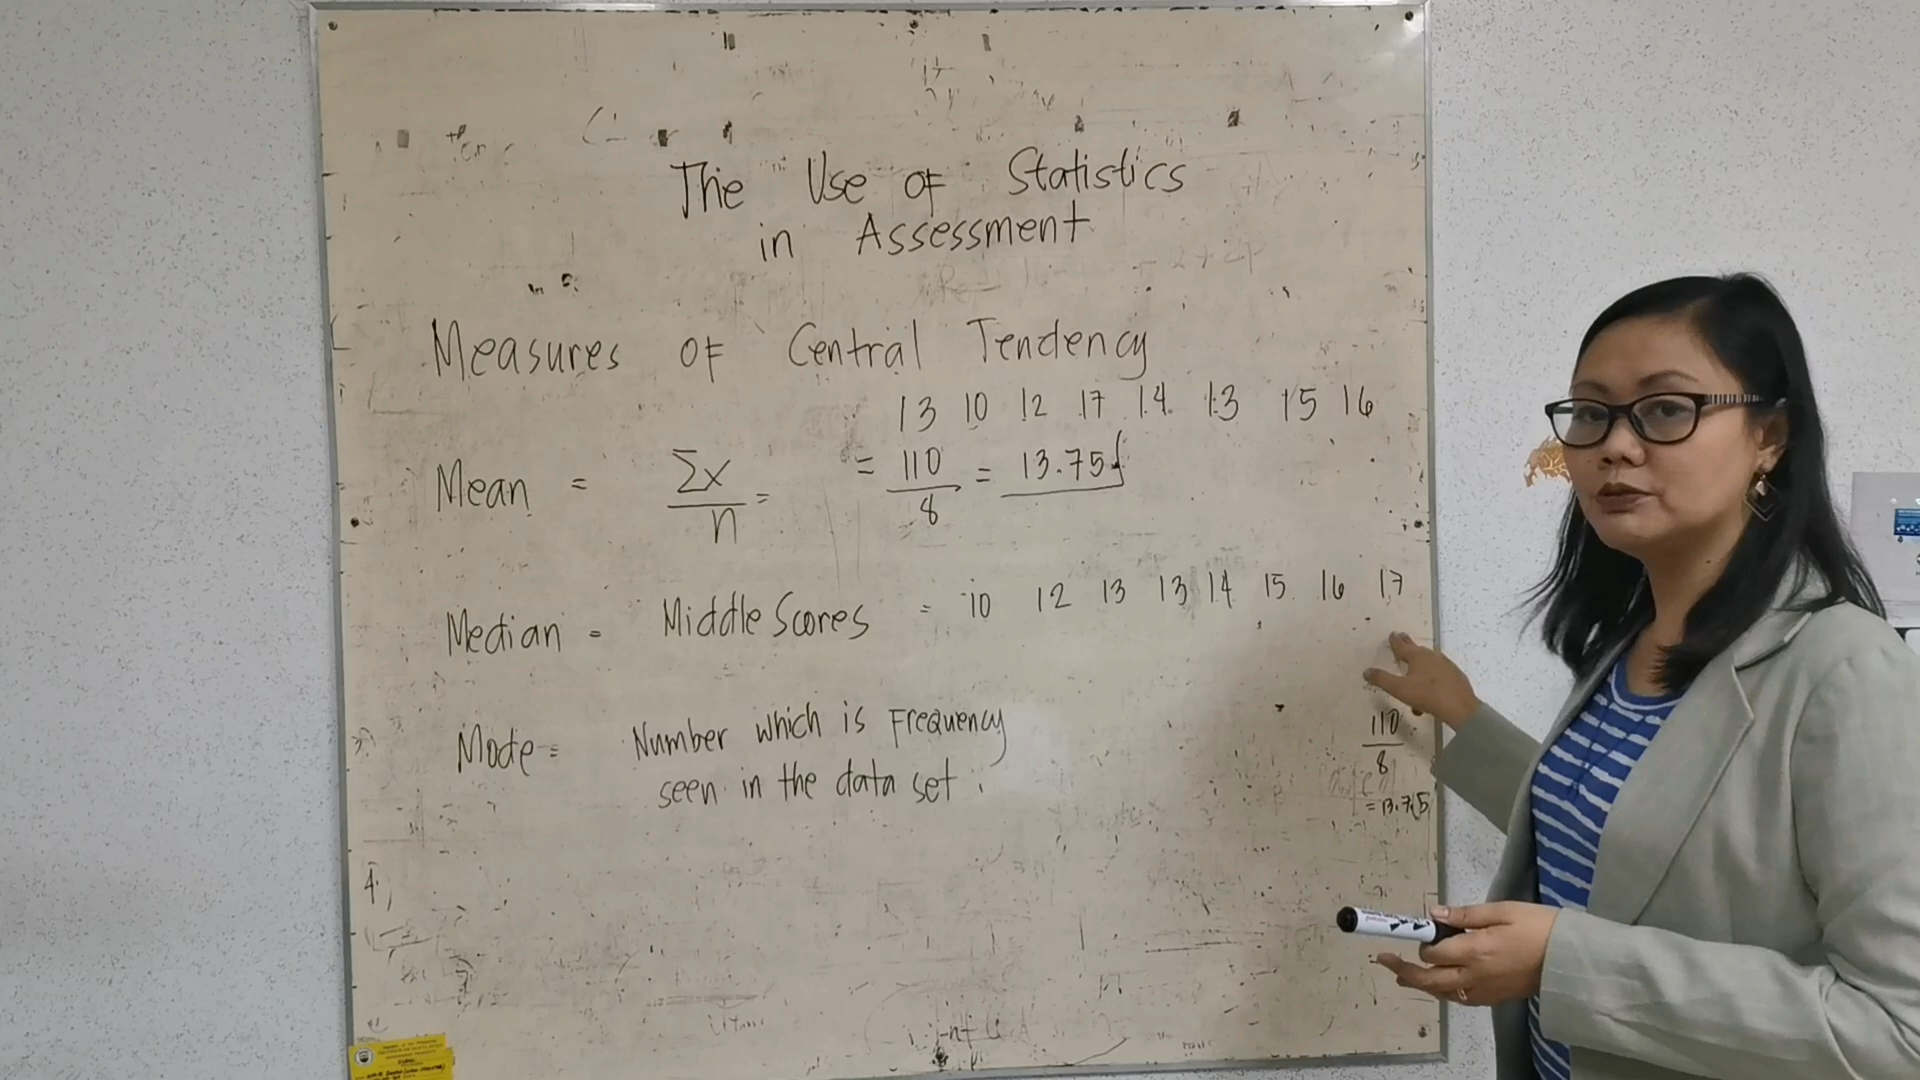 The Use of Statistics
in Assessment
Measures of Central Tendency
13 10 12 17 14 13 15 16
Mean = Σx / n = = 110 / 8 = 13.75
Median = Middle Scores = 10 12 13 13 14 15 16 17
Mode = Number which is Frequency
seen in the data set.
110
8
= 13.75
4